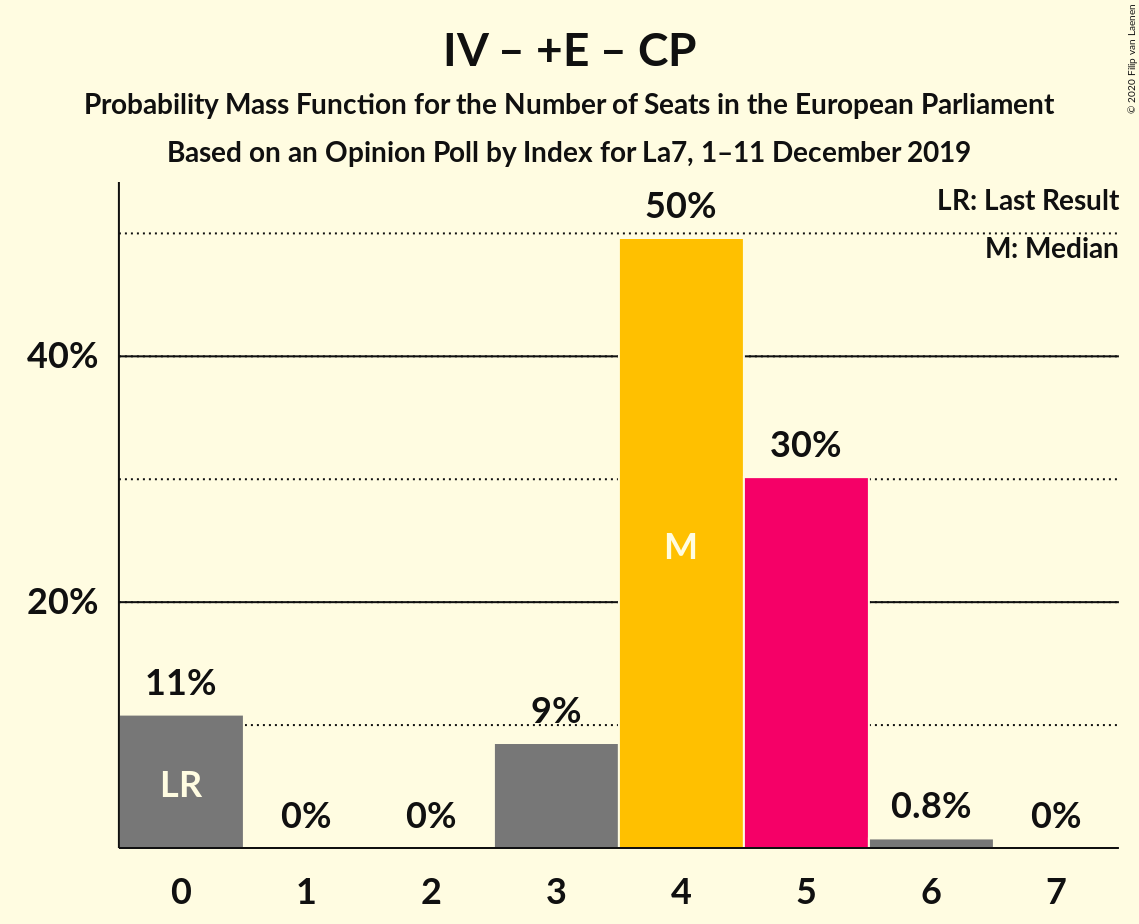 IV – +E – CP
Probability Mass Function for the Number of Seats in the European Parliament
Based on an Opinion Poll by Index for La7, 1–11 December 2019
© 2020 Filip van Laenen
LR: Last Result
M: Median
50%
40%
30%
20%
11%
9%
0%
0%
0.8%
0%
M
LR
0 1 2 3 4 5 6 7